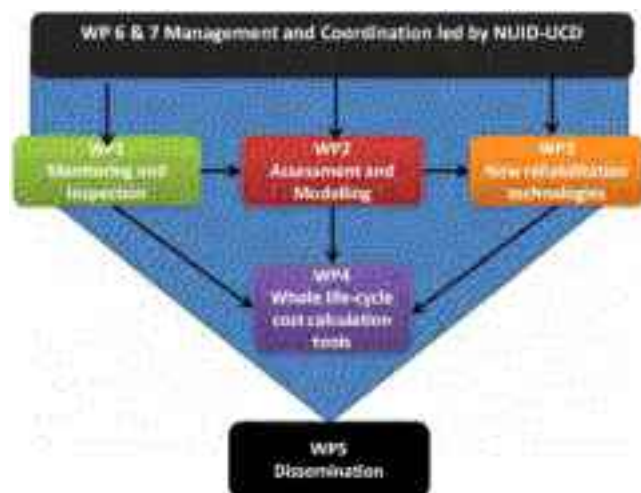 WP 6 & 7 Management and Coordination led by NUID-UCD
WP1
Monitoring and
Inspection
WP2
Assessment and
Modelling
WP3
New rehabilitation
technologies
WP4
Whole life-cycle
cost calculation
tools
WP5
Dissemination